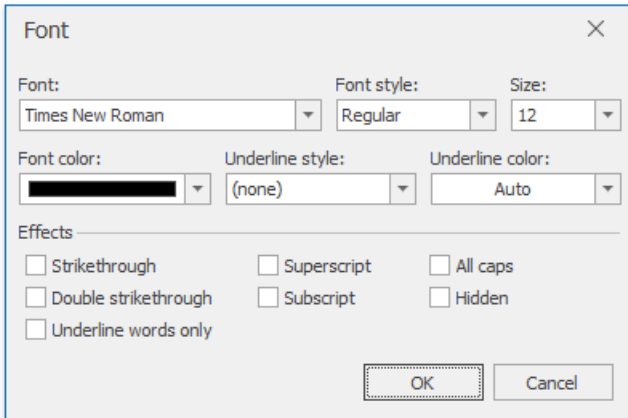 Font
Font: Font style: Size:
Times New Roman Regular 12
Font color: Underline style: Underline color:
(none) Auto
Effects
Strikethrough Superscript All caps
Double strikethrough Subscript Hidden
Underline words only
OK Cancel